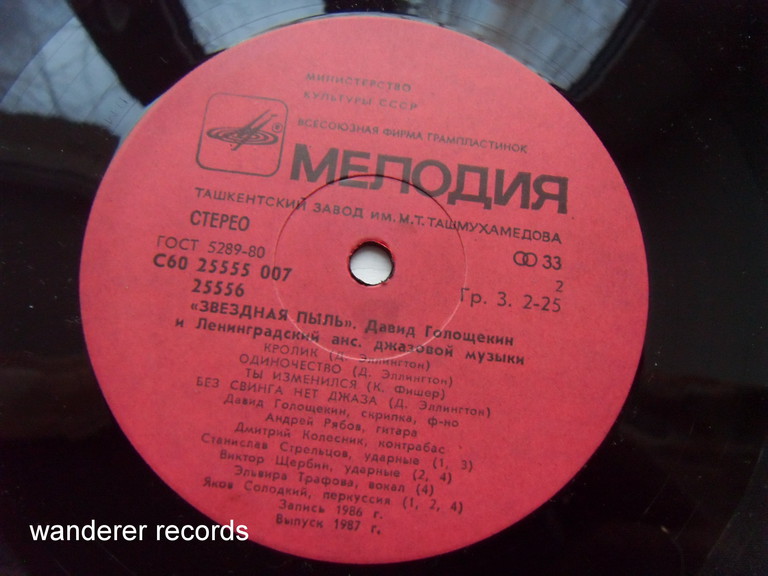 МИНИСТЕРСТВО
КУЛЬТУРЫ СССР
ВСЕСОЮЗНАЯ ФИРМА ГРАМПЛАСТИНОК
МЕЛОДИЯ
ТАШКЕНТСКИЙ ЗАВОД ИМ. М.Т. ТАШМУХАМЕДОВА
СТЕРЕО
33
ГОСТ 5289-80
2
С60 25555 007
Гр. 3. 2-25
25556
«ЗВЕЗДНАЯ ПЫЛЬ». Давид Голощекин
и Ленинградский анс. джазовой музыки
КРОЛИК (Д. Эллингтон)
ОДИНОЧЕСТВО (Д. Эллингтон)
ТЫ ИЗМЕНИЛСЯ (К. Фишер)
БЕЗ СВИНГА НЕТ ДЖАЗА (Д. Эллингтон)
Давид Голощекин, скрипка, ф-но
Андрей Рябов, гитара
Дмитрий Колесник, контрабас
Станислав Стрельцов, ударные (1, 3)
Виктор Щербин, ударные (2, 4)
Эльвира Трафова, вокал (4)
Яков Солодкий, перкуссия (1, 2, 4)
Запись 1986 г.
Выпуск 1987 г.
wanderer records